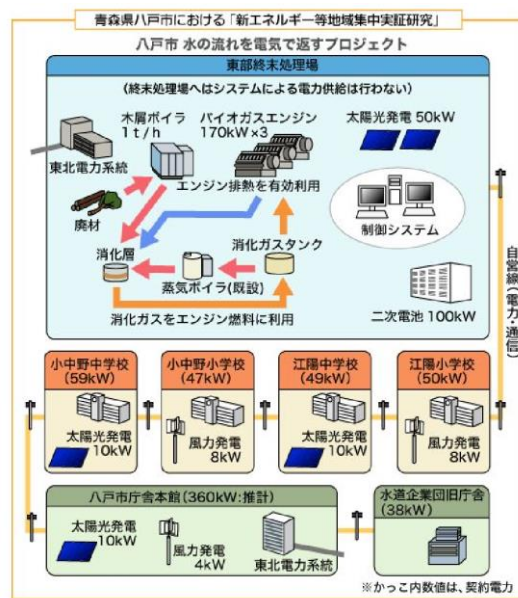 青森県八戸市における「新エネルギー等地域集中実証研究」
八戸市 水の流れを電気で返すプロジェクト
東部終末処理場
(終末処理場へはシステムによる電力供給は行わない)
木屑ボイラ
1t/h
バイオガスエンジン
170kW×3
太陽光発電 50kW
東北電力系統
エンジン排熱を有効利用
廃材
制御システム
消化層
消化ガスタンク
蒸気ボイラ(既設)
消化ガスをエンジン燃料に利用
二次電池 100kW
自営線(電力・通信)
小中野中学校
(59kW)
太陽光発電
10kW
小中野小学校
(47kW)
風力発電
8kW
江陽中学校
(49kW)
太陽光発電
10kW
江陽小学校
(50kW)
風力発電
8kW
八戸市庁舎本館(360kW:推計)
太陽光発電
10kW
風力発電
4kW
東北電力系統
水道企業団旧庁舎
(38kW)
※かっこ内数値は、契約電力